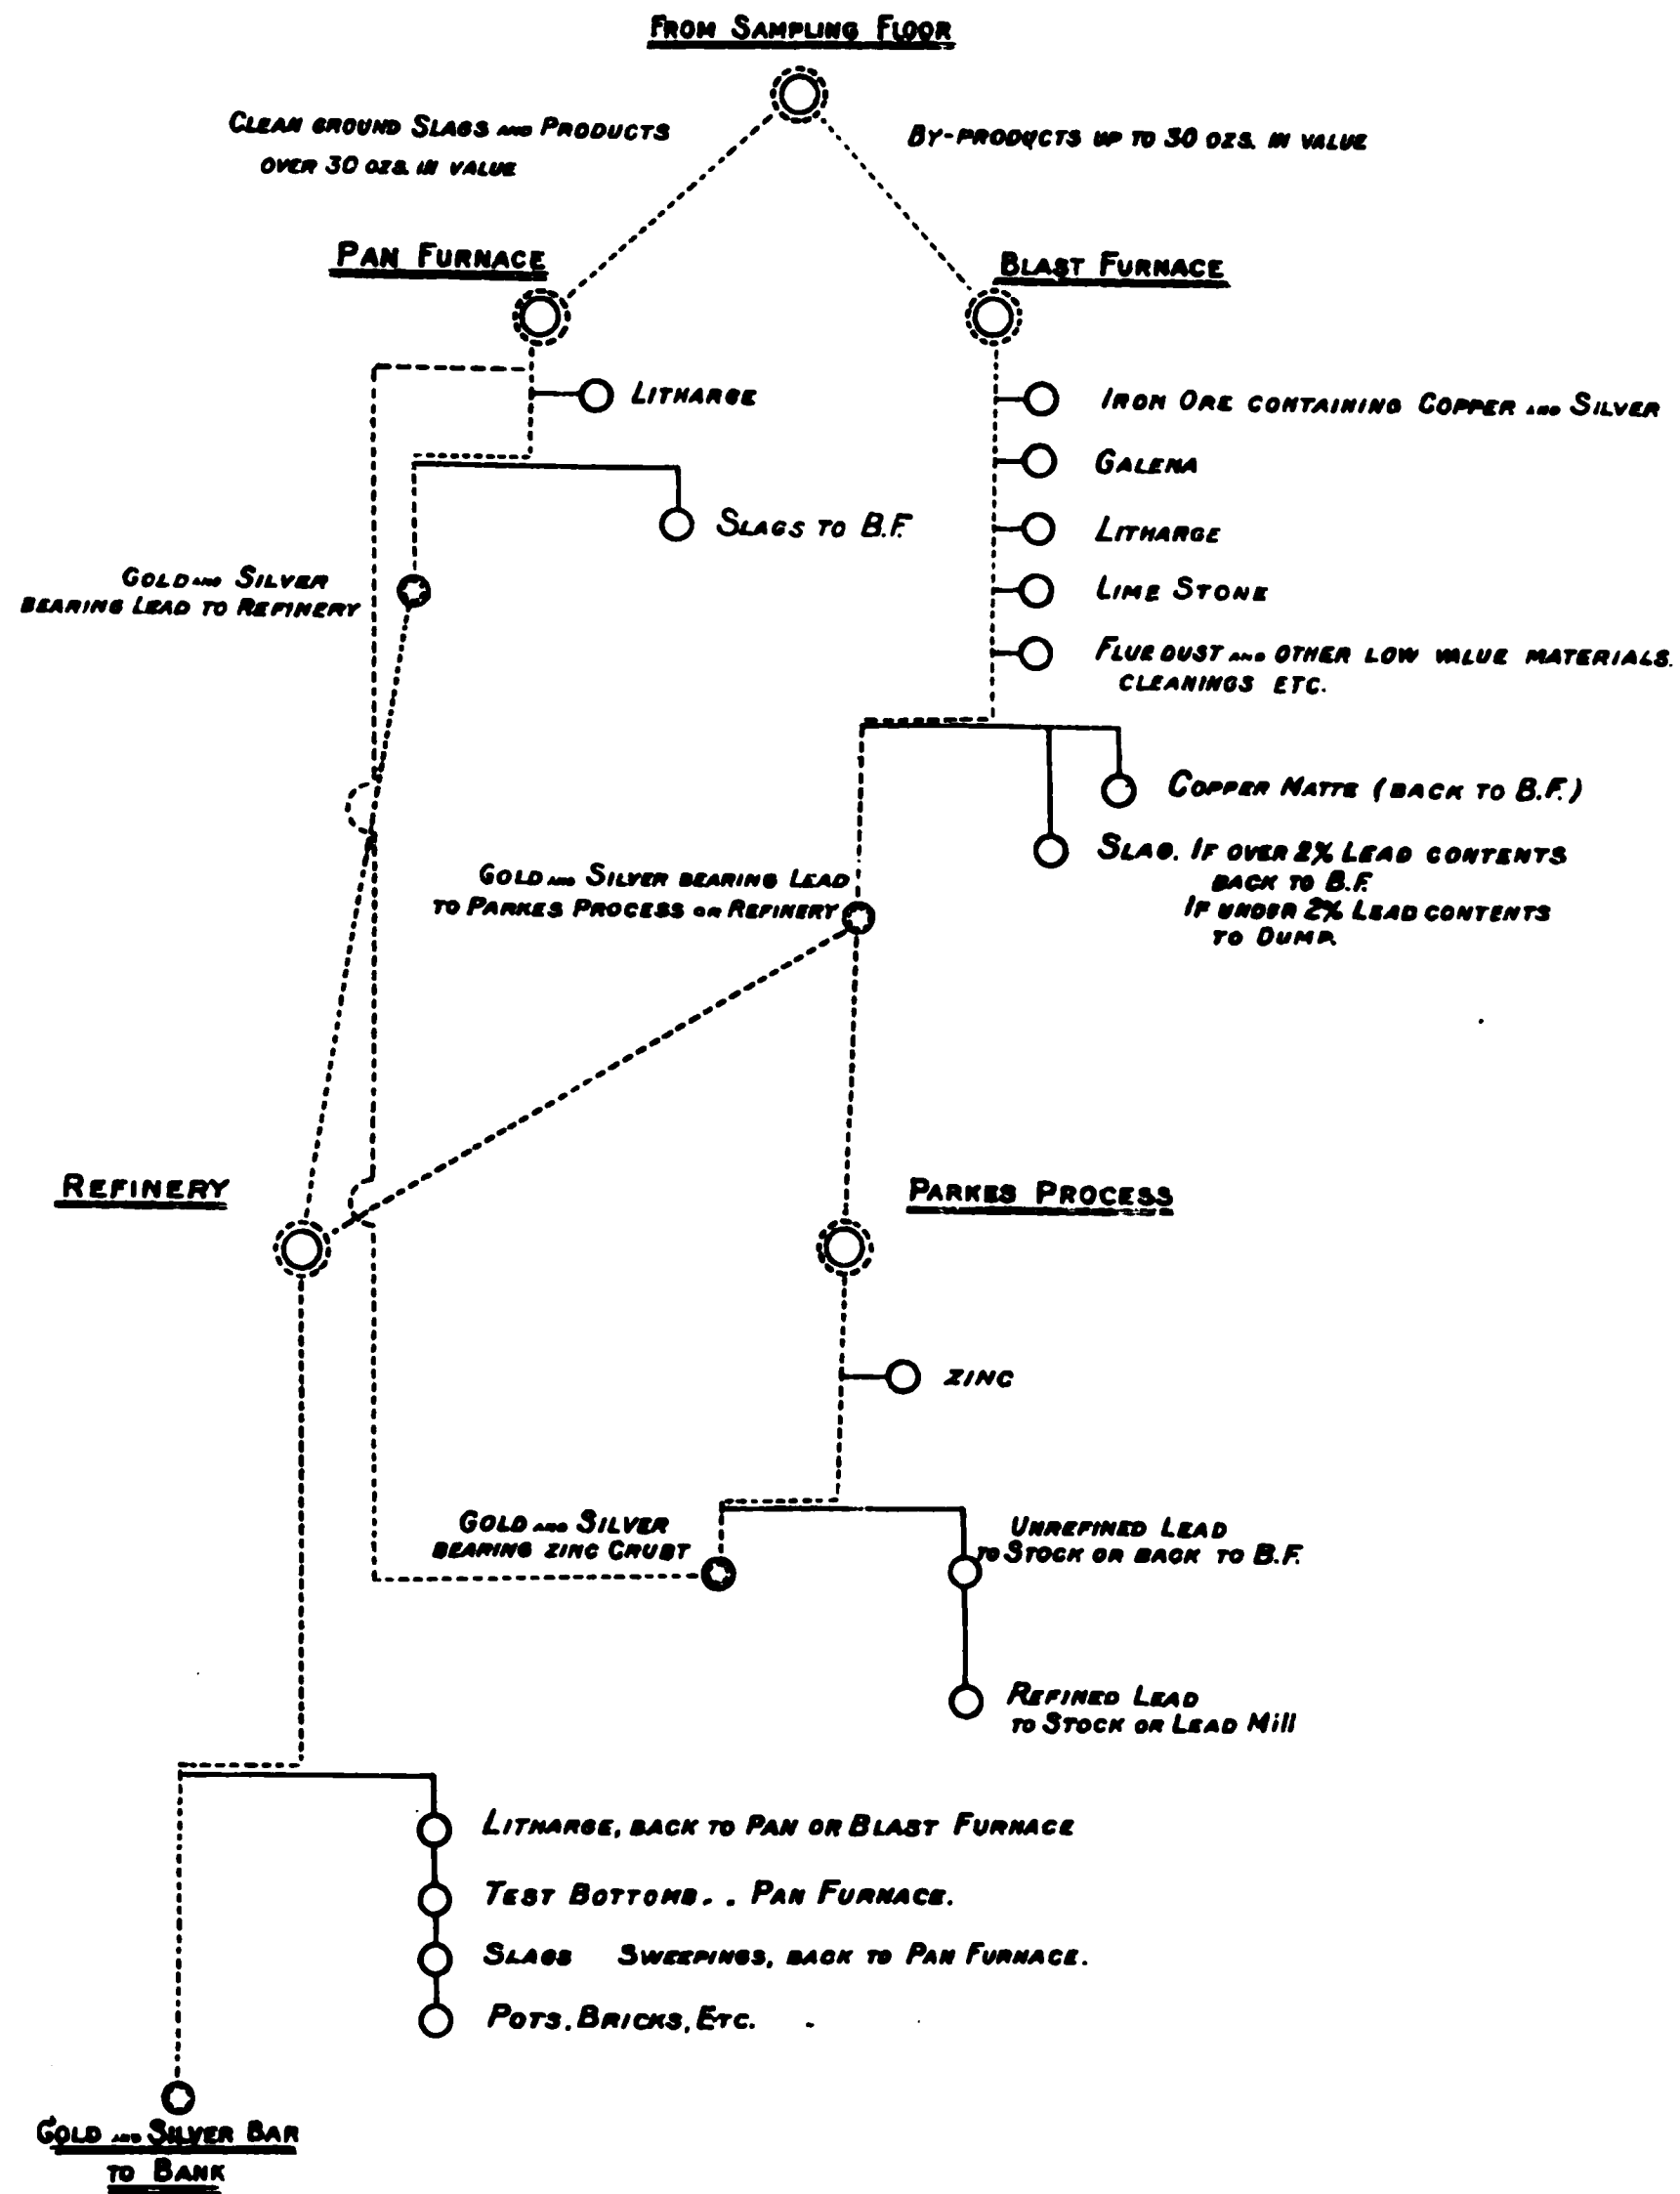 FROM SAMPLING FLOOR
CLEAN GROUND SLAGS AND PRODUCTS
OVER 30 OZS. IN VALUE
BY-PRODUCTS UP TO 30 OZS. IN VALUE
PAN FURNACE
BLAST FURNACE
LITHARGE
IRON ORE CONTAINING COPPER AND SILVER
GALENA
SLAGS TO B.F.
LITHARGE
GOLD AND SILVER
BEARING LEAD TO REFINERY
LIME STONE
FLUE DUST AND OTHER LOW VALUE MATERIALS.
CLEANINGS ETC.
COPPER MATTE (BACK TO B.F.)
SLAG. IF OVER 2% LEAD CONTENTS
BACK TO B.F.
IF UNDER 2% LEAD CONTENTS
TO DUMP.
GOLD AND SILVER BEARING LEAD
TO PARKES PROCESS OR REFINERY
REFINERY
PARKES PROCESS
ZINC
GOLD AND SILVER
BEARING ZINC CRUST
UNREFINED LEAD
TO STOCK OR BACK TO B.F.
REFINED LEAD
TO STOCK OR LEAD Mill
LITHARGE, BACK TO PAN OR BLAST FURNACE
TEST BOTTOMS. . PAN FURNACE.
SLAGS SWEEPINGS, BACK TO PAN FURNACE.
POTS, BRICKS, ETC. -
GOLD AND SILVER BAR
TO BANK